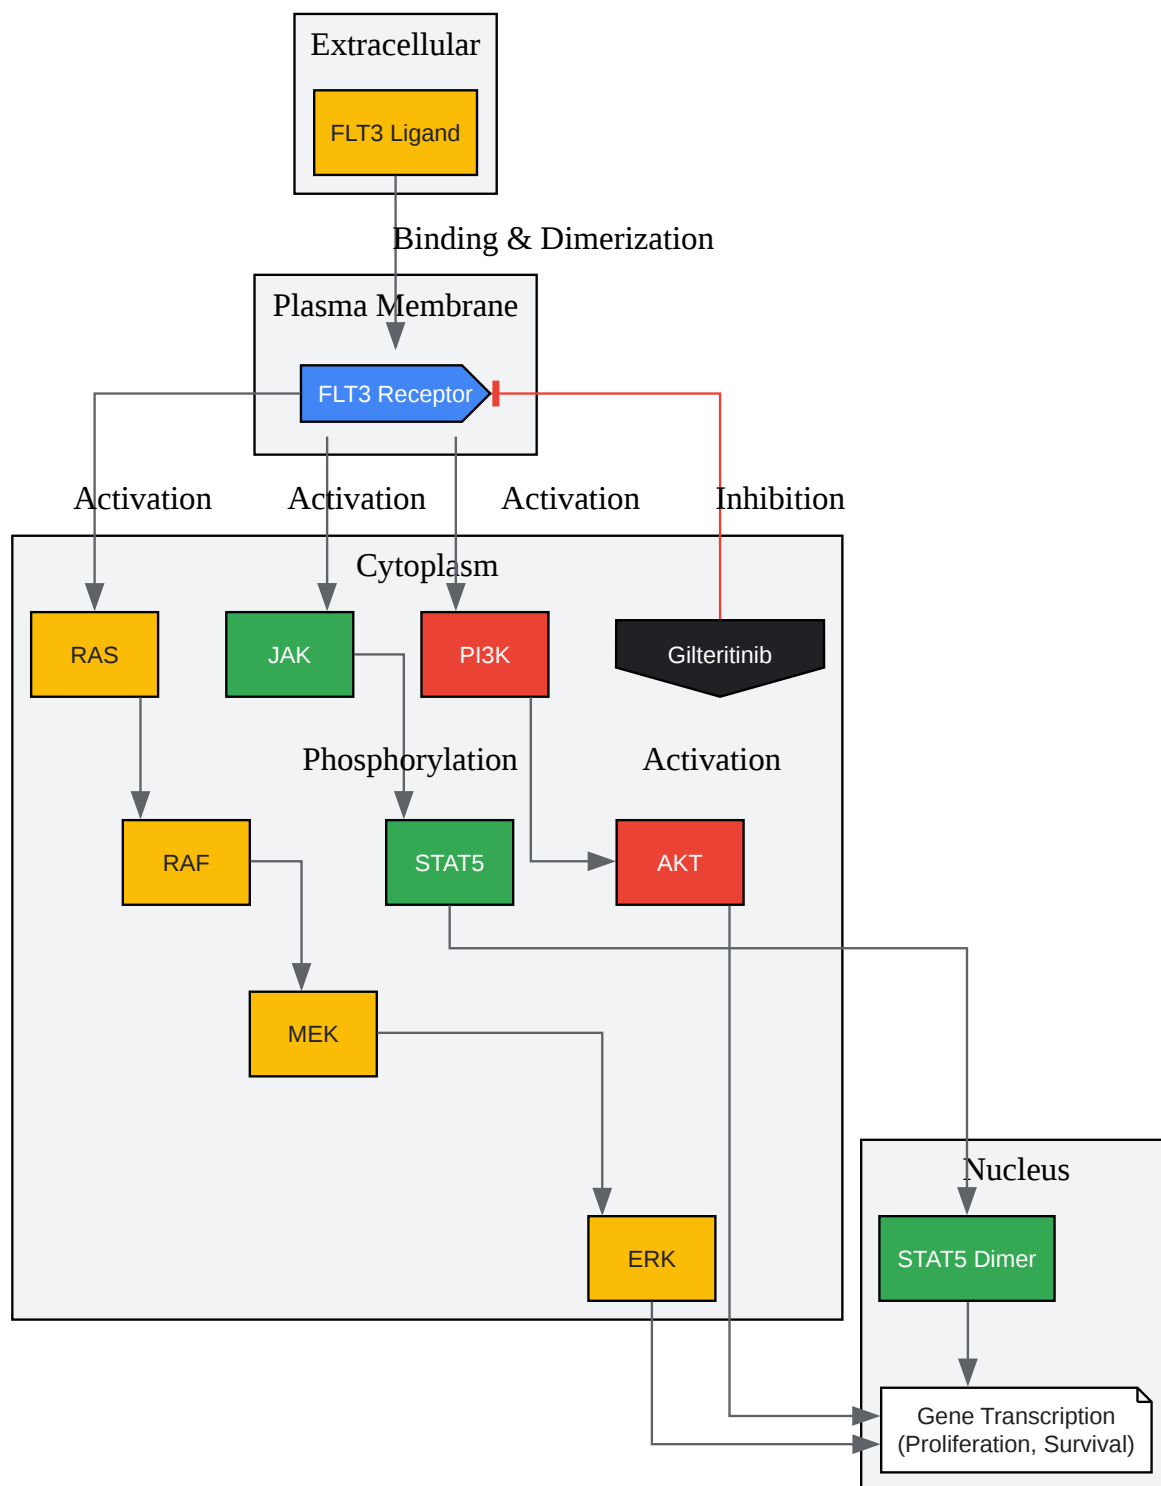 Extracellular
FLT3 Ligand
Binding & Dimerization
Plasma Membrane
FLT3 Receptor
Activation
Activation
Activation
Inhibition
Cytoplasm
RAS
JAK
PI3K
Gilteritinib
Phosphorylation
Activation
RAF
STAT5
AKT
MEK
Nucleus
ERK
STAT5 Dimer
Gene Transcription
(Proliferation, Survival)